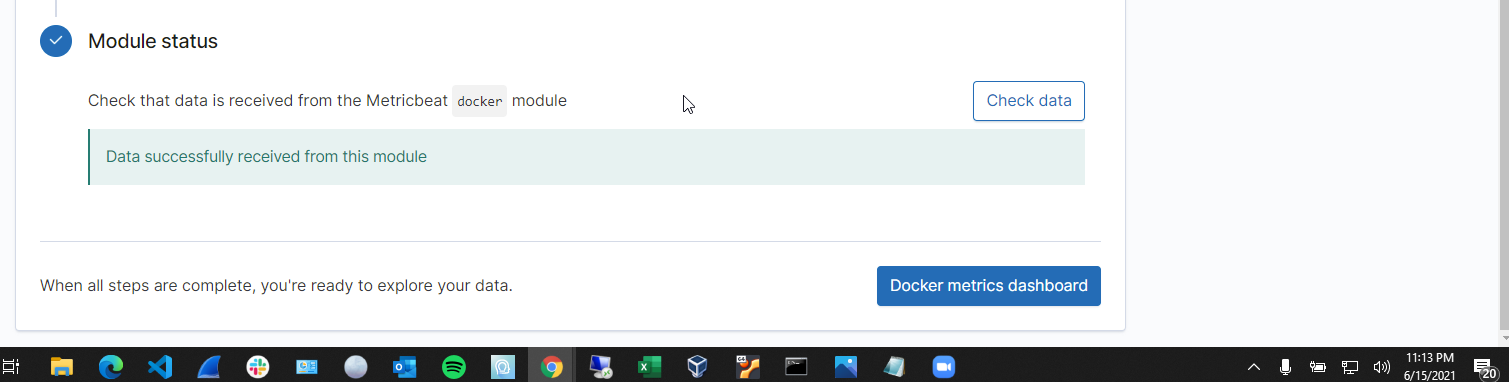 Module status
Check that data is received from the Metricbeat docker module
Check data
Data successfully received from this module
When all steps are complete, you're ready to explore your data.
Docker metrics dashboard
11:13 PM
6/15/2021
20